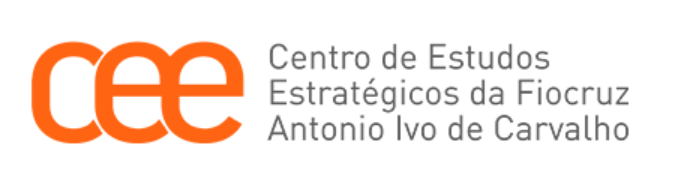 cee
Centro de Estudos
Estratégicos da Fiocruz
Antonio Ivo de Carvalho